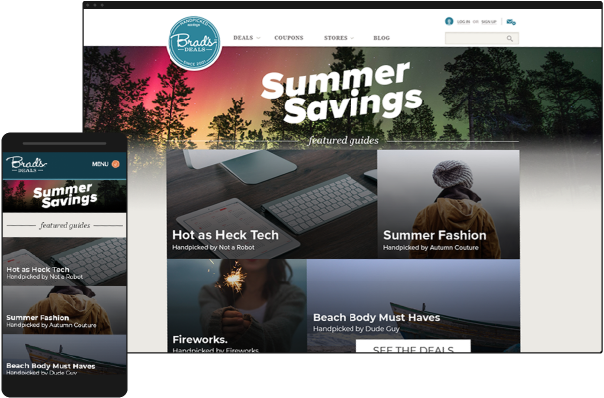 HANDPICKED
Brad's
DEALS
SINCE 2001
DEALS
COUPONS
STORES
BLOG
LOG IN OR SIGN UP
Summer
Savings
featured guides
Hot as Heck Tech
Handpicked by Not a Robot
Summer Fashion
Handpicked by Autumn Couture
Fireworks.
Handpicked by Fireworks
Beach Body Must Haves
Handpicked by Dude Guy
SEE THE DEALS
Brad's
DEALS
MENU
Summer
Savings
featured guides
Hot as Heck Tech
Handpicked by Not a Robot
Summer Fashion
Handpicked by Autumn Couture
Beach Body Must Haves
Handpicked by Dude Guy